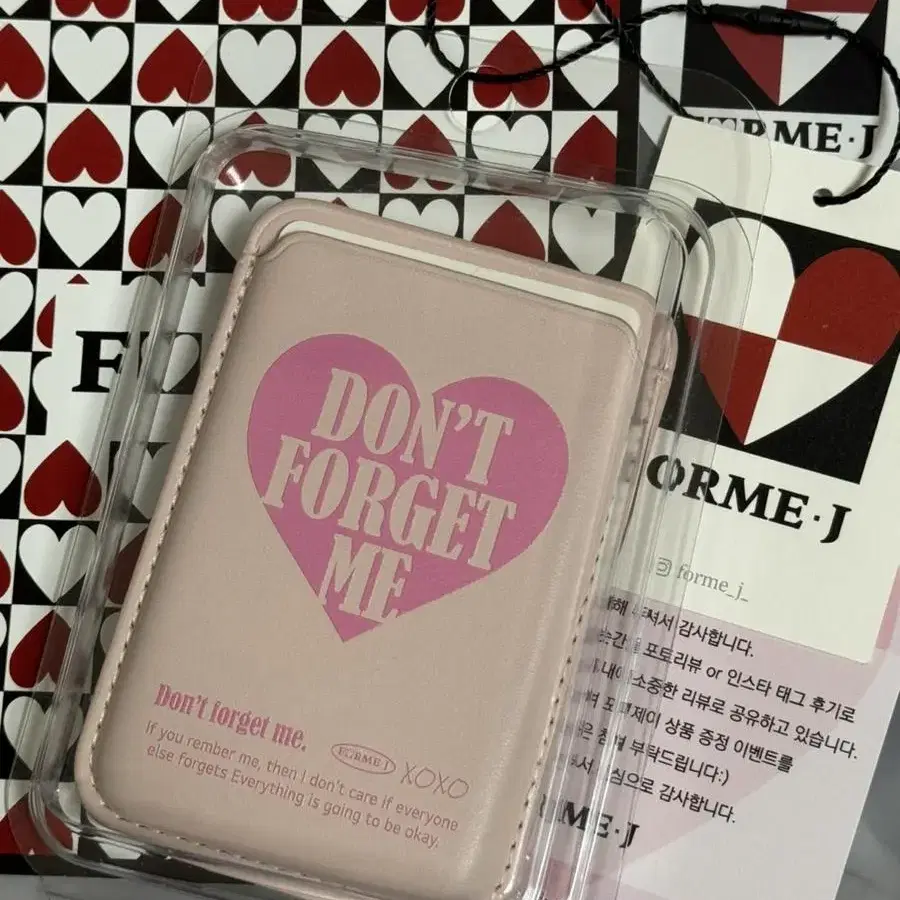 FORME·J
DON'T
FORGET
ME
Don't forget me.
If you rember me, then I don't care if everyone
else forgets Everything is going to be okay.
FORME J
XOXO
ORME·J
forme_j_
감사합니다.
포토리뷰 or 인스타 태그 후기로
소중한 리뷰로 공유하고 있습니다.
상품 증정 이벤트를
부탁드립니다:)
감사합니다.
ME·J